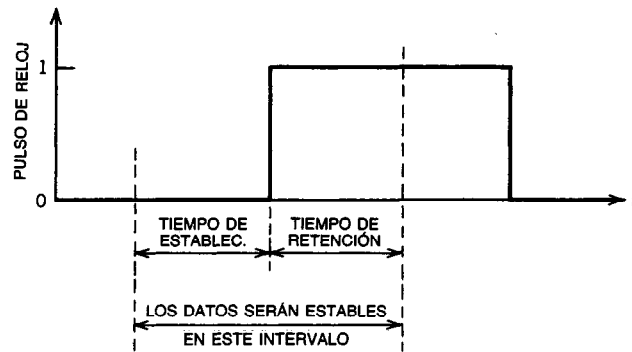 PULSO DE RELOJ
1
0
TIEMPO DE
ESTABLEC.
TIEMPO DE
RETENCIÓN
LOS DATOS SERÁN ESTABLES
EN ESTE INTERVALO